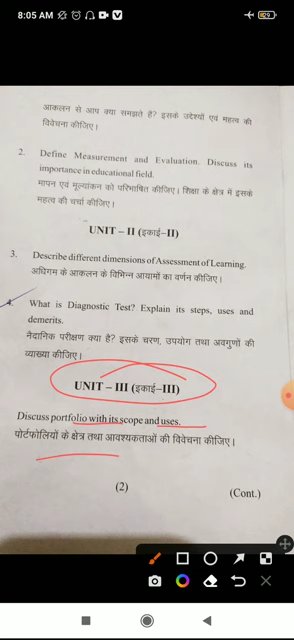 8:05 AM
29
आकलन से आप क्या समझते है? इसके उद्देश्यों एवं महत्व की
विवेचना कीजिए।
2. Define Measurement and Evaluation. Discuss its
importance in educational field.
मापन एवं मूल्यांकन को परिभाषित कीजिए। शिक्षा के क्षेत्र में इसके
महत्व की चर्चा कीजिए।
UNIT – II (इकाई–II)
3. Describe different dimensions of Assessment of Learning.
अधिगम के आकलन के विभिन्न आयामों का वर्णन कीजिए।
4. What is Diagnostic Test? Explain its steps, uses and
demerits.
नैदानिक परीक्षण क्या है? इसके चरण, उपयोग तथा अवगुणों की
व्याख्या कीजिए।
UNIT – III (इकाई–III)
Discuss portfolio with its scope and uses.
पोर्टफोलियों के क्षेत्र तथा आवश्यकताओं की विवेचना कीजिए।
(2)
(Cont.)